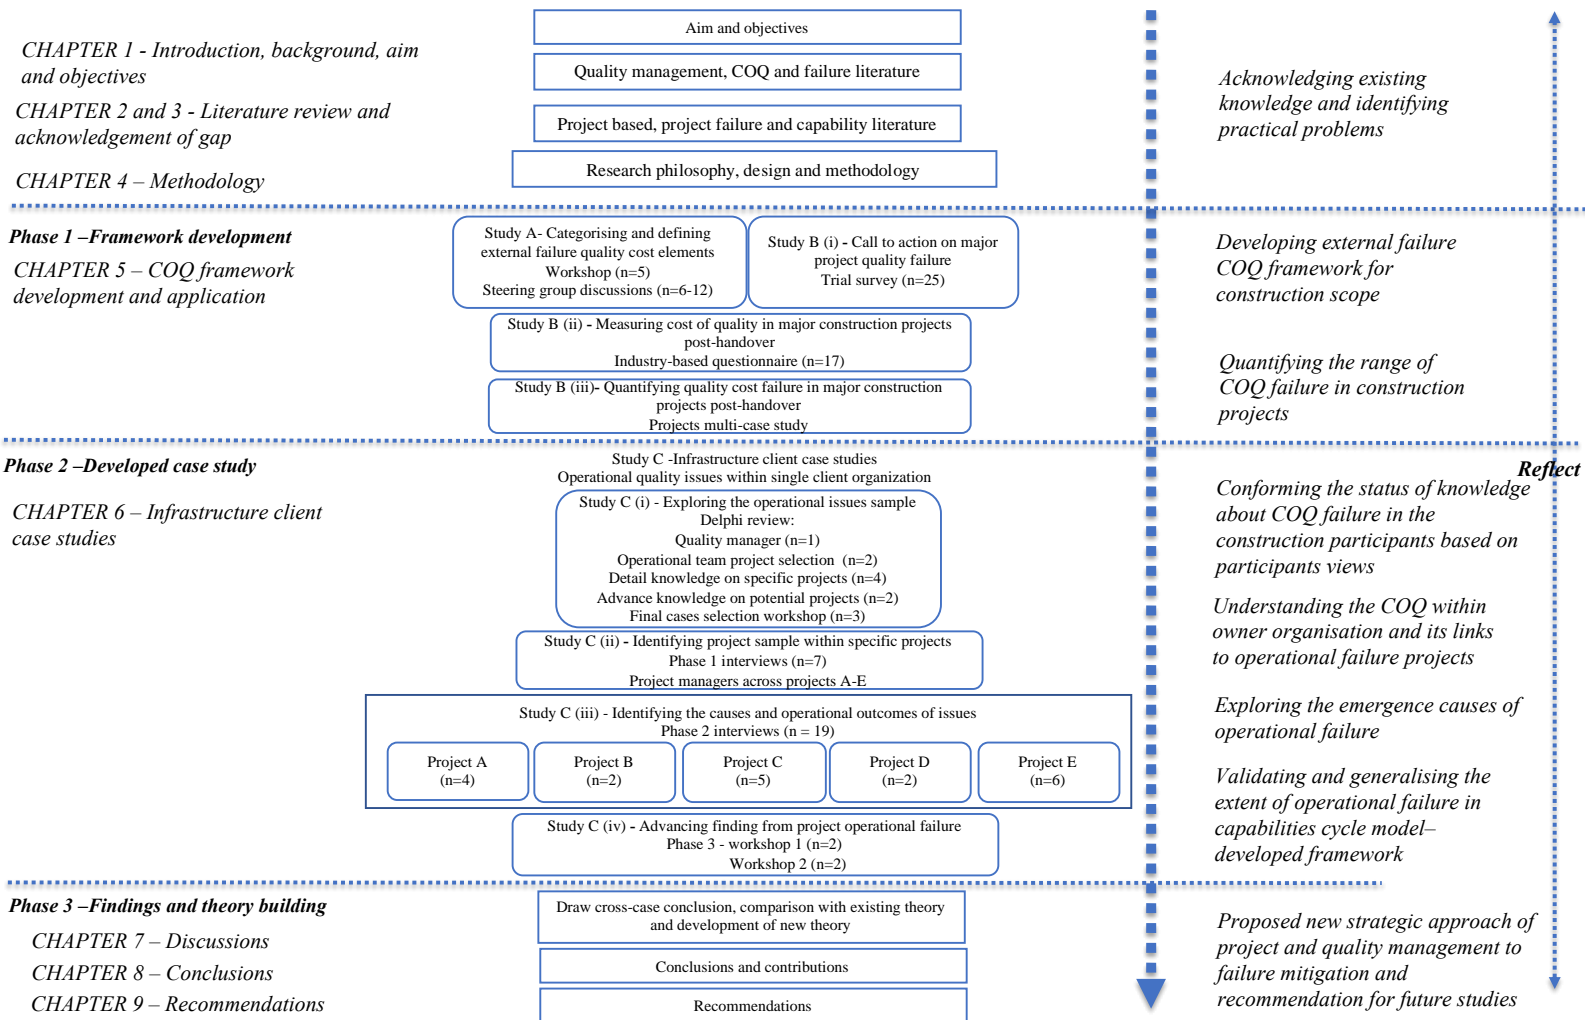 CHAPTER 1 - Introduction, background, aim
and objectives
CHAPTER 2 and 3 - Literature review and
acknowledgement of gap
CHAPTER 4 – Methodology
Aim and objectives
Quality management, COQ and failure literature
Project based, project failure and capability literature
Research philosophy, design and methodology
Acknowledging existing
knowledge and identifying
practical problems
Phase 1 –Framework development
CHAPTER 5 – COQ framework
development and application
Study A- Categorising and defining
external failure quality cost elements
Workshop (n=5)
Steering group discussions (n=6-12)
Study B (i) - Call to action on major
project quality failure
Trial survey (n=25)
Study B (ii) - Measuring cost of quality in major construction projects
post-handover
Industry-based questionnaire (n=17)
Study B (iii)- Quantifying quality cost failure in major construction
projects post-handover
Projects multi-case study
Developing external failure
COQ framework for
construction scope
Quantifying the range of
COQ failure in construction
projects
Phase 2 –Developed case study
CHAPTER 6 – Infrastructure client
case studies
Study C -Infrastructure client case studies
Operational quality issues within single client organization
Study C (i) - Exploring the operational issues sample
Delphi review:
Quality manager (n=1)
Operational team project selection (n=2)
Detail knowledge on specific projects (n=4)
Advance knowledge on potential projects (n=2)
Final cases selection workshop (n=3)
Study C (ii) - Identifying project sample within specific projects
Phase 1 interviews (n=7)
Project managers across projects A-E
Study C (iii) - Identifying the causes and operational outcomes of issues
Phase 2 interviews (n = 19)
Project A
(n=4)
Project B
(n=2)
Project C
(n=5)
Project D
(n=2)
Project E
(n=6)
Study C (iv) - Advancing finding from project operational failure
Phase 3 - workshop 1 (n=2)
Workshop 2 (n=2)
Reflect
Conforming the status of knowledge
about COQ failure in the
construction participants based on
participants views
Understanding the COQ within
owner organisation and its links
to operational failure projects
Exploring the emergence causes of
operational failure
Validating and generalising the
extent of operational failure in
capabilities cycle model–
developed framework
Phase 3 –Findings and theory building
CHAPTER 7 – Discussions
CHAPTER 8 – Conclusions
CHAPTER 9 – Recommendations
Draw cross-case conclusion, comparison with existing theory
and development of new theory
Conclusions and contributions
Recommendations
Proposed new strategic approach of
project and quality management to
failure mitigation and
recommendation for future studies